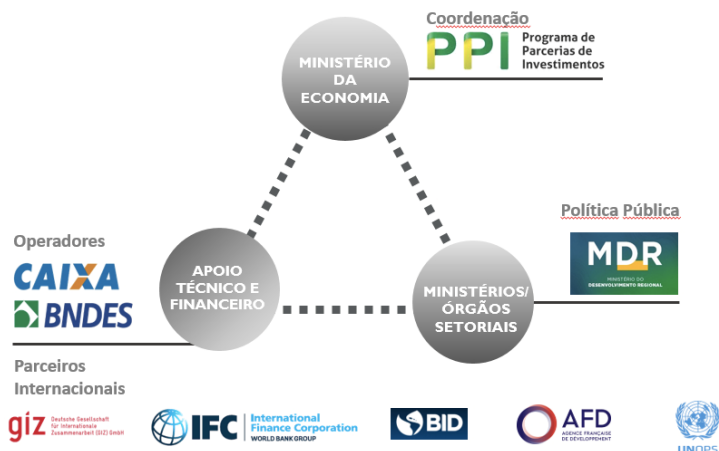 Coordenação
PPI
Programa de
Parcerias de
Investimentos
MINISTÉRIO
DA
ECONOMIA
Política Pública
MDR
MINISTÉRIO DO
DESENVOLVIMENTO REGIONAL
Operadores
CAIXA
BNDES
APOIO
TÉCNICO E
FINANCEIRO
MINISTÉRIOS/
ÓRGÃOS
SETORIAIS
Parceiros
Internacionais
giz
Deutsche Gesellschaft
für Internationale
Zusammenarbeit (GIZ) GmbH
IFC
International
Finance Corporation
WORLD BANK GROUP
BID
AFD
AGENCE FRANÇAISE
DE DÉVELOPPEMENT
UNOPS